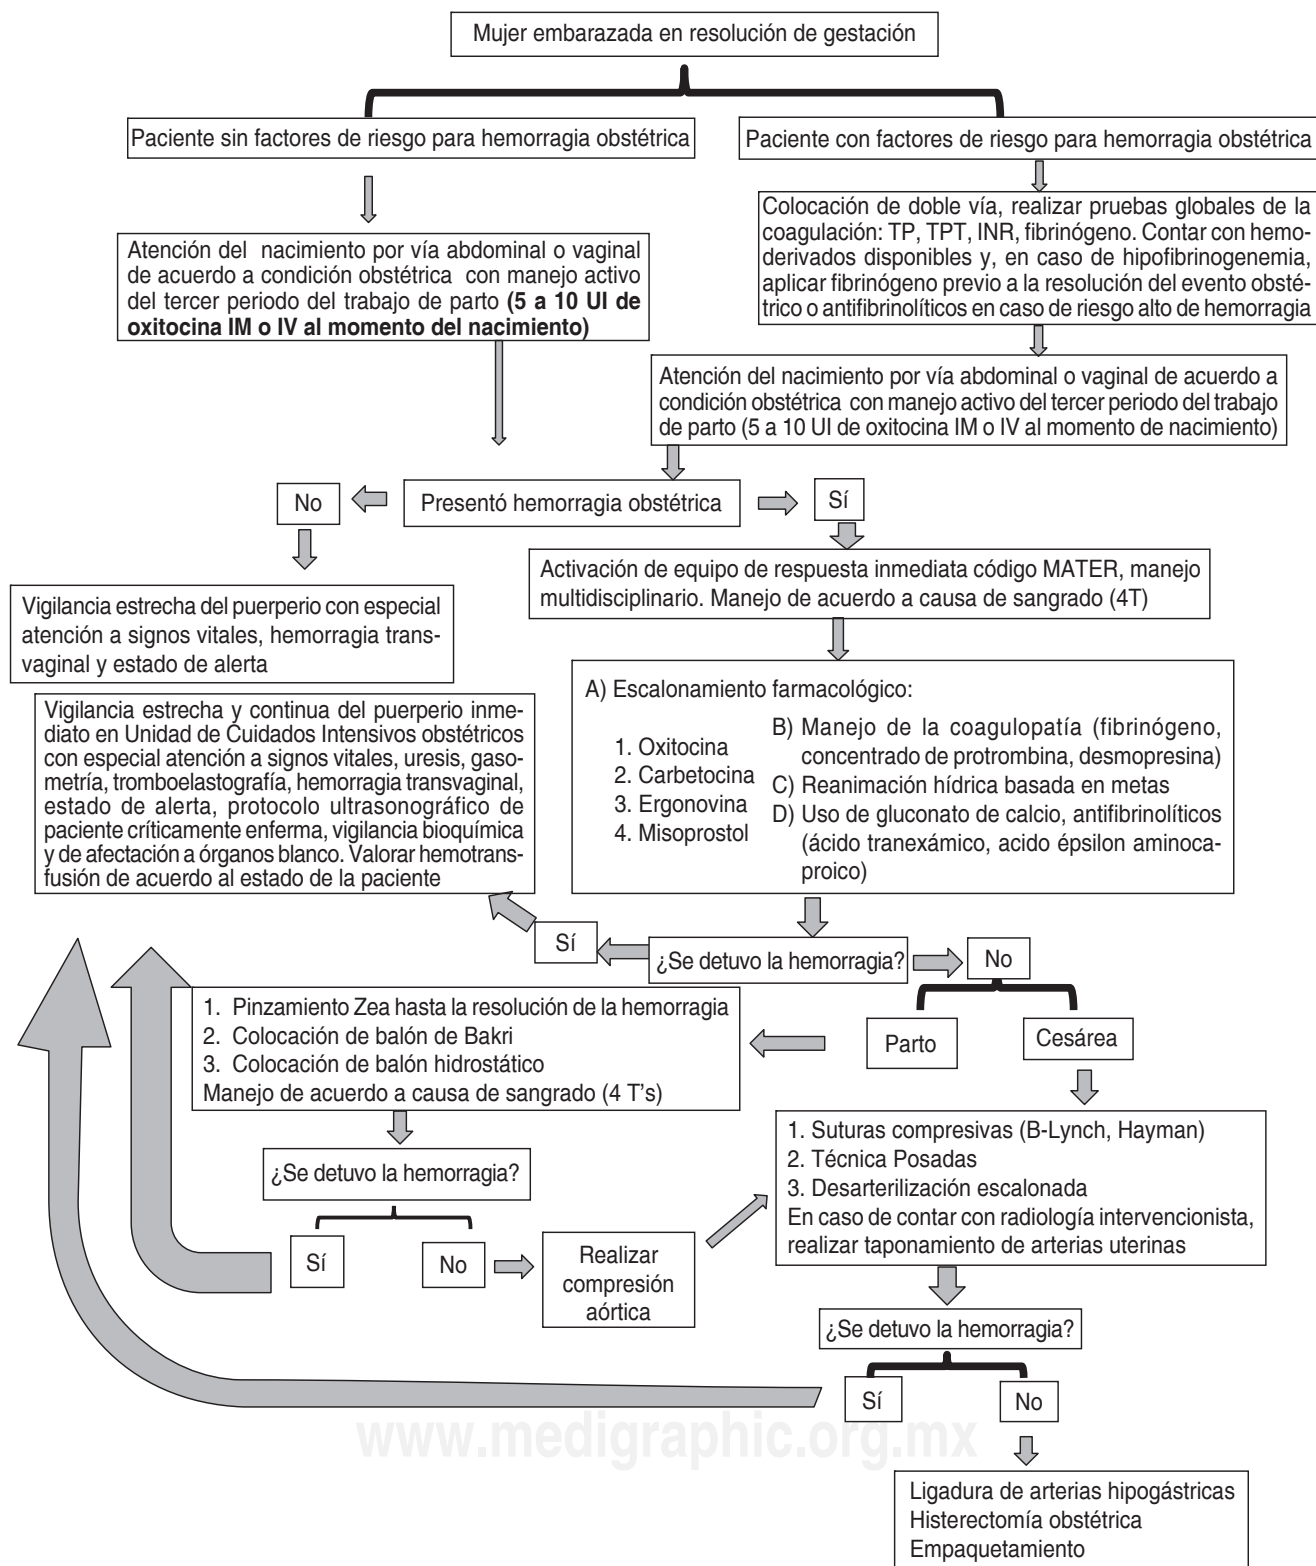 Mujer embarazada en resolución de gestación
Paciente sin factores de riesgo para hemorragia obstétrica
Paciente con factores de riesgo para hemorragia obstétrica
Atención del nacimiento por vía abdominal o vaginal
de acuerdo a condición obstétrica con manejo activo
del tercer periodo del trabajo de parto (5 a 10 UI de
oxitocina IM o IV al momento del nacimiento)
Colocación de doble vía, realizar pruebas globales de la
coagulación: TP, TPT, INR, fibrinógeno. Contar con hemo-
derivados disponibles y, en caso de hipofibrinogenemia,
aplicar fibrinógeno previo a la resolución del evento obsté-
trico o antifibrinolíticos en caso de riesgo alto de hemorragia
Atención del nacimiento por vía abdominal o vaginal de acuerdo a
condición obstétrica con manejo activo del tercer periodo del trabajo
de parto (5 a 10 UI de oxitocina IM o IV al momento de nacimiento)
No
Presentó hemorragia obstétrica
Sí
Vigilancia estrecha del puerperio con especial
atención a signos vitales, hemorragia trans-
vaginal y estado de alerta
Activación de equipo de respuesta inmediata código MATER, manejo
multidisciplinario. Manejo de acuerdo a causa de sangrado (4T)
A) Escalonamiento farmacológico:
1. Oxitocina
2. Carbetocina
3. Ergonovina
4. Misoprostol
B) Manejo de la coagulopatía (fibrinógeno,
concentrado de protrombina, desmopresina)
C) Reanimación hídrica basada en metas
D) Uso de gluconato de calcio, antifibrinolíticos
(ácido tranexámico, acido épsilon aminoca-
proico)
Vigilancia estrecha y continua del puerperio inme-
diato en Unidad de Cuidados Intensivos obstétricos
con especial atención a signos vitales, uresis, gaso-
metría, tromboelastografía, hemorragia transvaginal,
estado de alerta, protocolo ultrasonográfico de
paciente críticamente enferma, vigilancia bioquímica
y de afectación a órganos blanco. Valorar hemotrans-
fusión de acuerdo al estado de la paciente
Sí
¿Se detuvo la hemorragia?
No
Parto
Cesárea
1. Pinzamiento Zea hasta la resolución de la hemorragia
2. Colocación de balón de Bakri
3. Colocación de balón hidrostático
Manejo de acuerdo a causa de sangrado (4 T's)
¿Se detuvo la hemorragia?
Sí
No
Realizar
compresión
aórtica
1. Suturas compresivas (B-Lynch, Hayman)
2. Técnica Posadas
3. Desarterilización escalonada
En caso de contar con radiología intervencionista,
realizar taponamiento de arterias uterinas
¿Se detuvo la hemorragia?
Sí
No
www.medigraphic.org.mx
Ligadura de arterias hipogástricas
Histerectomía obstétrica
Empaquetamiento